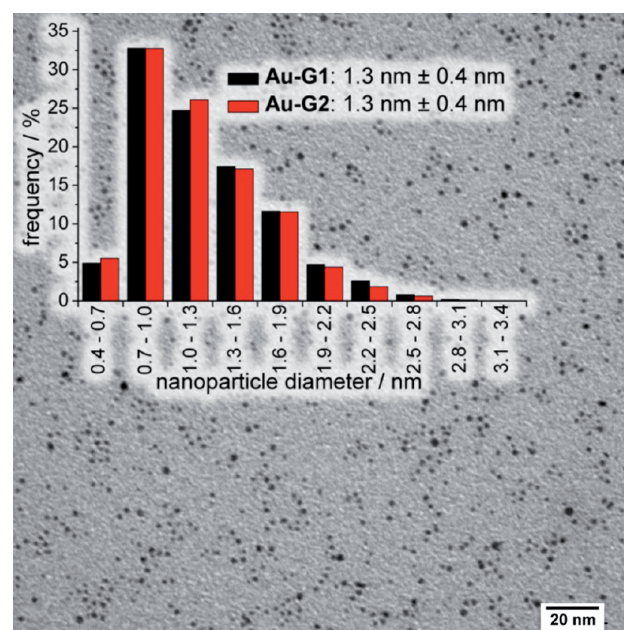 35
30
25
20
15
10
5
0
frequency / %
Au-G1: 1.3 nm ± 0.4 nm
Au-G2: 1.3 nm ± 0.4 nm
0.4 - 0.7
0.7 - 1.0
1.0 - 1.3
1.3 - 1.6
1.6 - 1.9
1.9 - 2.2
2.2 - 2.5
2.5 - 2.8
2.8 - 3.1
3.1 - 3.4
nanoparticle diameter / nm
20 nm